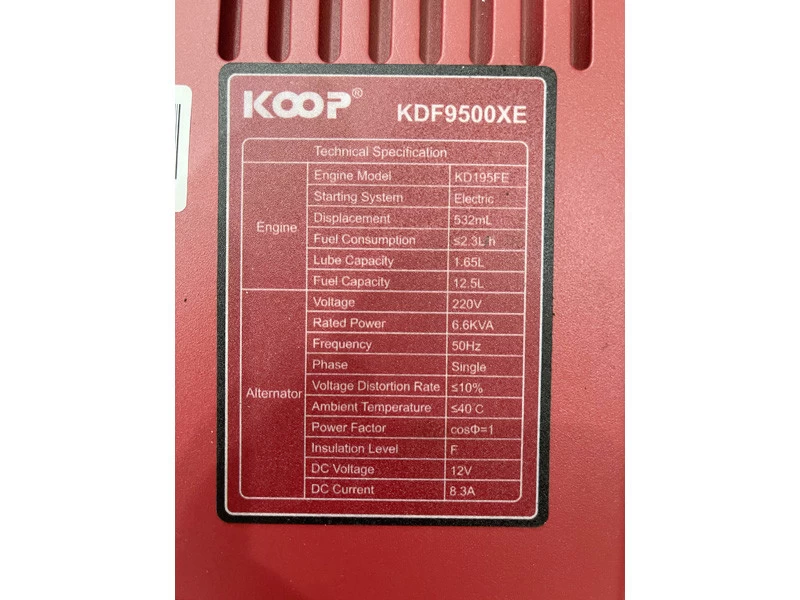 KOOP® KDF9500XE
Technical Specification
Engine
Engine Model KD195FE
Starting System Electric
Displacement 532mL
Fuel Consumption ≤2.3L h
Lube Capacity 1.65L
Fuel Capacity 12.5L
Alternator
Voltage 220V
Rated Power 6.6KVA
Frequency 50Hz
Phase Single
Voltage Distortion Rate ≤10%
Ambient Temperature ≤40°C
Power Factor cosΦ=1
Insulation Level F
DC Voltage 12V
DC Current 8.3A